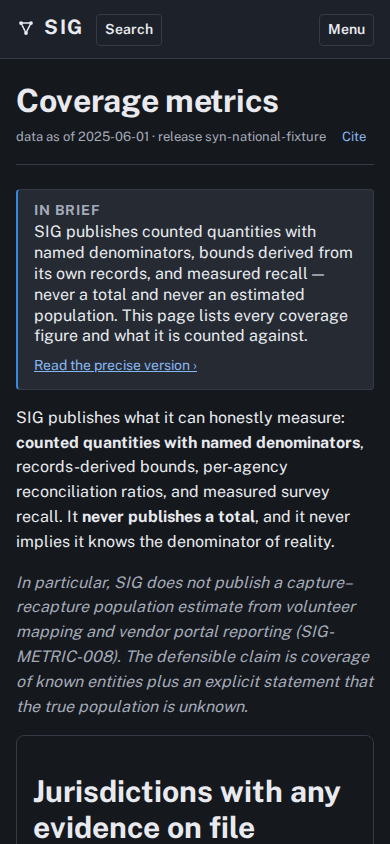 SIG
Search
Menu
Coverage metrics
data as of 2025-06-01 · release syn-national-fixture
Cite
IN BRIEF
SIG publishes counted quantities with
named denominators, bounds derived from
its own records, and measured recall —
never a total and never an estimated
population. This page lists every coverage
figure and what it is counted against.
Read the precise version ›
SIG publishes what it can honestly measure:
counted quantities with named denominators,
records-derived bounds, per-agency
reconciliation ratios, and measured survey
recall. It never publishes a total, and it never
implies it knows the denominator of reality.
In particular, SIG does not publish a capture–
recapture population estimate from volunteer
mapping and vendor portal reporting (SIG-
METRIC-008). The defensible claim is coverage
of known entities plus an explicit statement that
the true population is unknown.
Jurisdictions with any
evidence on file